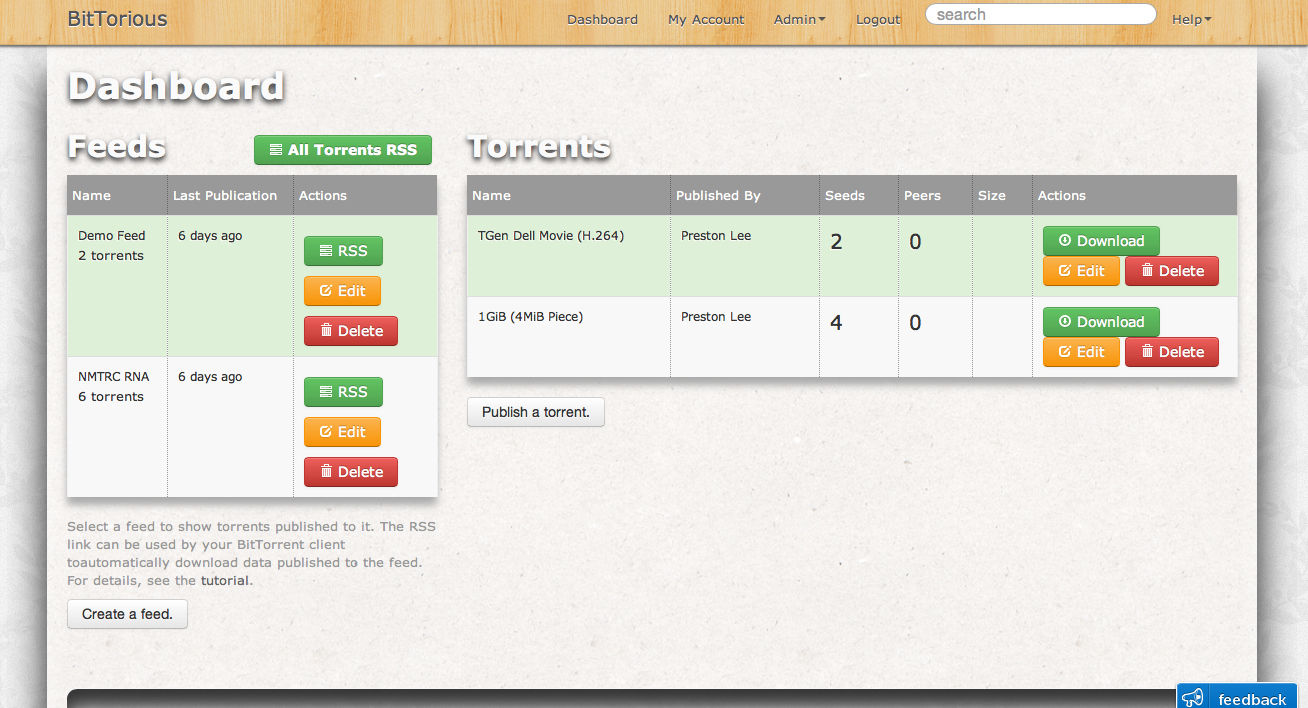 BitTorious
Dashboard My Account Admin Logout search Help
Dashboard
Feeds
All Torrents RSS
Name Last Publication Actions
Demo Feed 6 days ago
2 torrents
RSS
Edit
Delete
NMTRC RNA 6 days ago
6 torrents
RSS
Edit
Delete
Select a feed to show torrents published to it. The RSS
link can be used by your BitTorrent client
toautomatically download data published to the feed.
For details, see the tutorial.
Create a feed.
Torrents
Name Published By Seeds Peers Size Actions
TGen Dell Movie (H.264) Preston Lee 2 0
Download
Edit Delete
1GiB (4MiB Piece) Preston Lee 4 0
Download
Edit Delete
Publish a torrent.
feedback